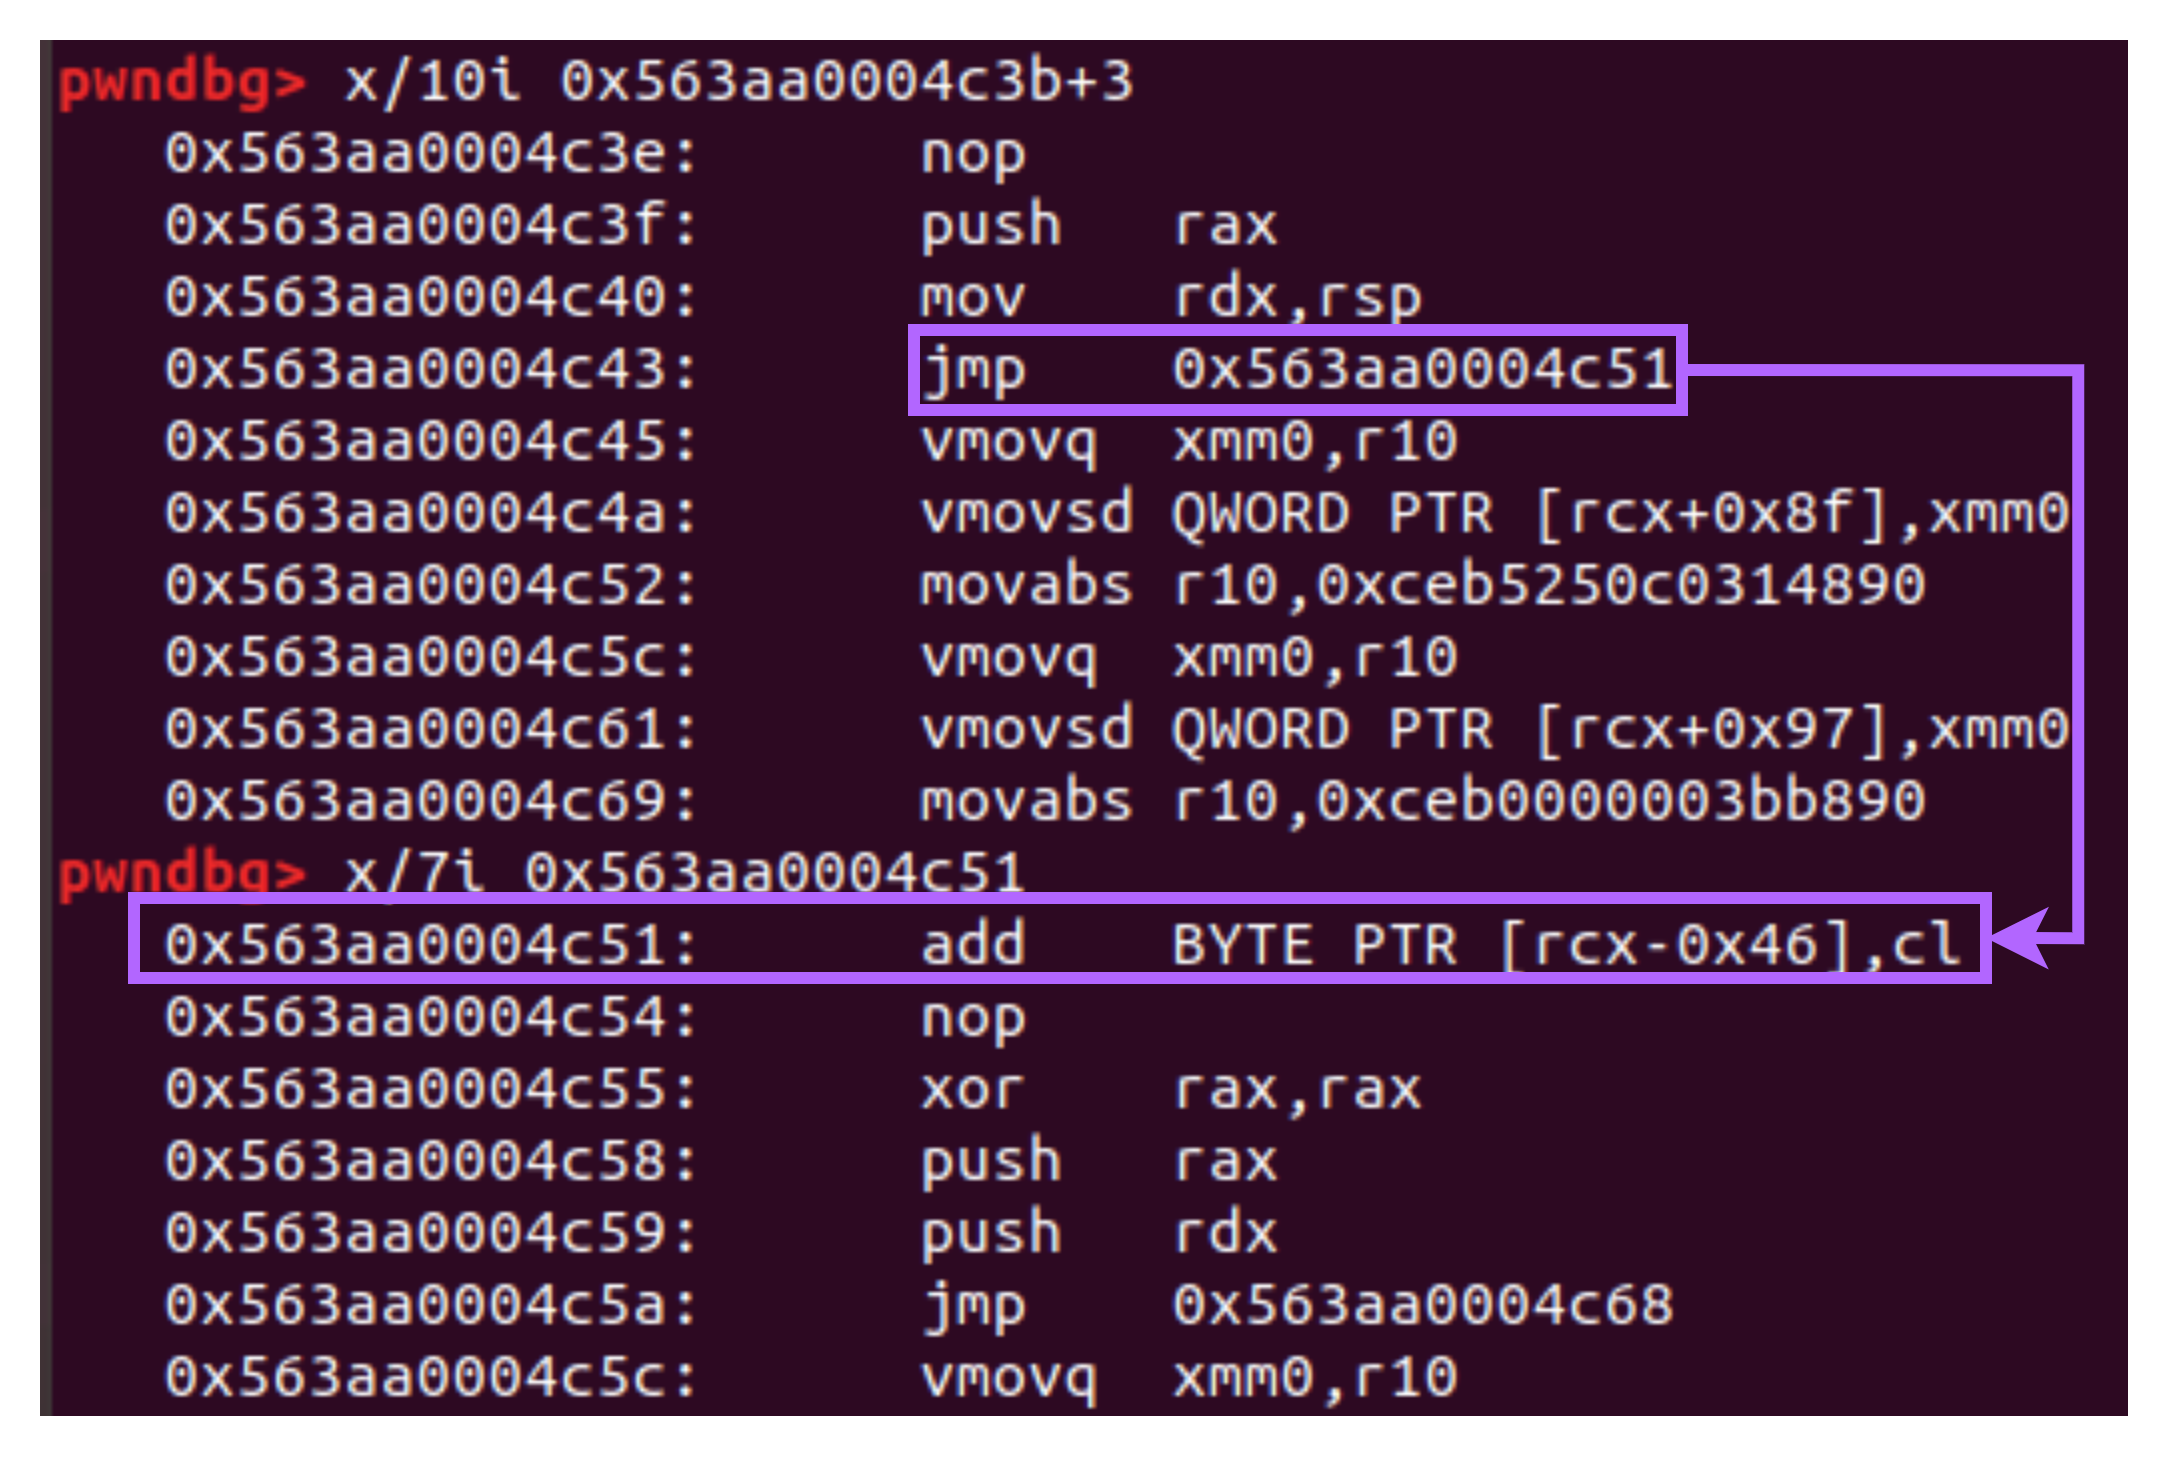 pwndbg> x/10i 0x563aa0004c3b+3
0x563aa0004c3e: nop
0x563aa0004c3f: push rax
0x563aa0004c40: mov rdx,rsp
0x563aa0004c43: jmp 0x563aa0004c51
0x563aa0004c45: vmovq xmm0,r10
0x563aa0004c4a: vmovsd QWORD PTR [rcx+0x8f],xmm0
0x563aa0004c52: movabs r10,0xceb5250c0314890
0x563aa0004c5c: vmovq xmm0,r10
0x563aa0004c61: vmovsd QWORD PTR [rcx+0x97],xmm0
0x563aa0004c69: movabs r10,0xceb0000003bb890
pwndbg> x/7i 0x563aa0004c51
0x563aa0004c51: add BYTE PTR [rcx-0x46],cl
0x563aa0004c54: nop
0x563aa0004c55: xor rax,rax
0x563aa0004c58: push rax
0x563aa0004c59: push rdx
0x563aa0004c5a: jmp 0x563aa0004c68
0x563aa0004c5c: vmovq xmm0,r10